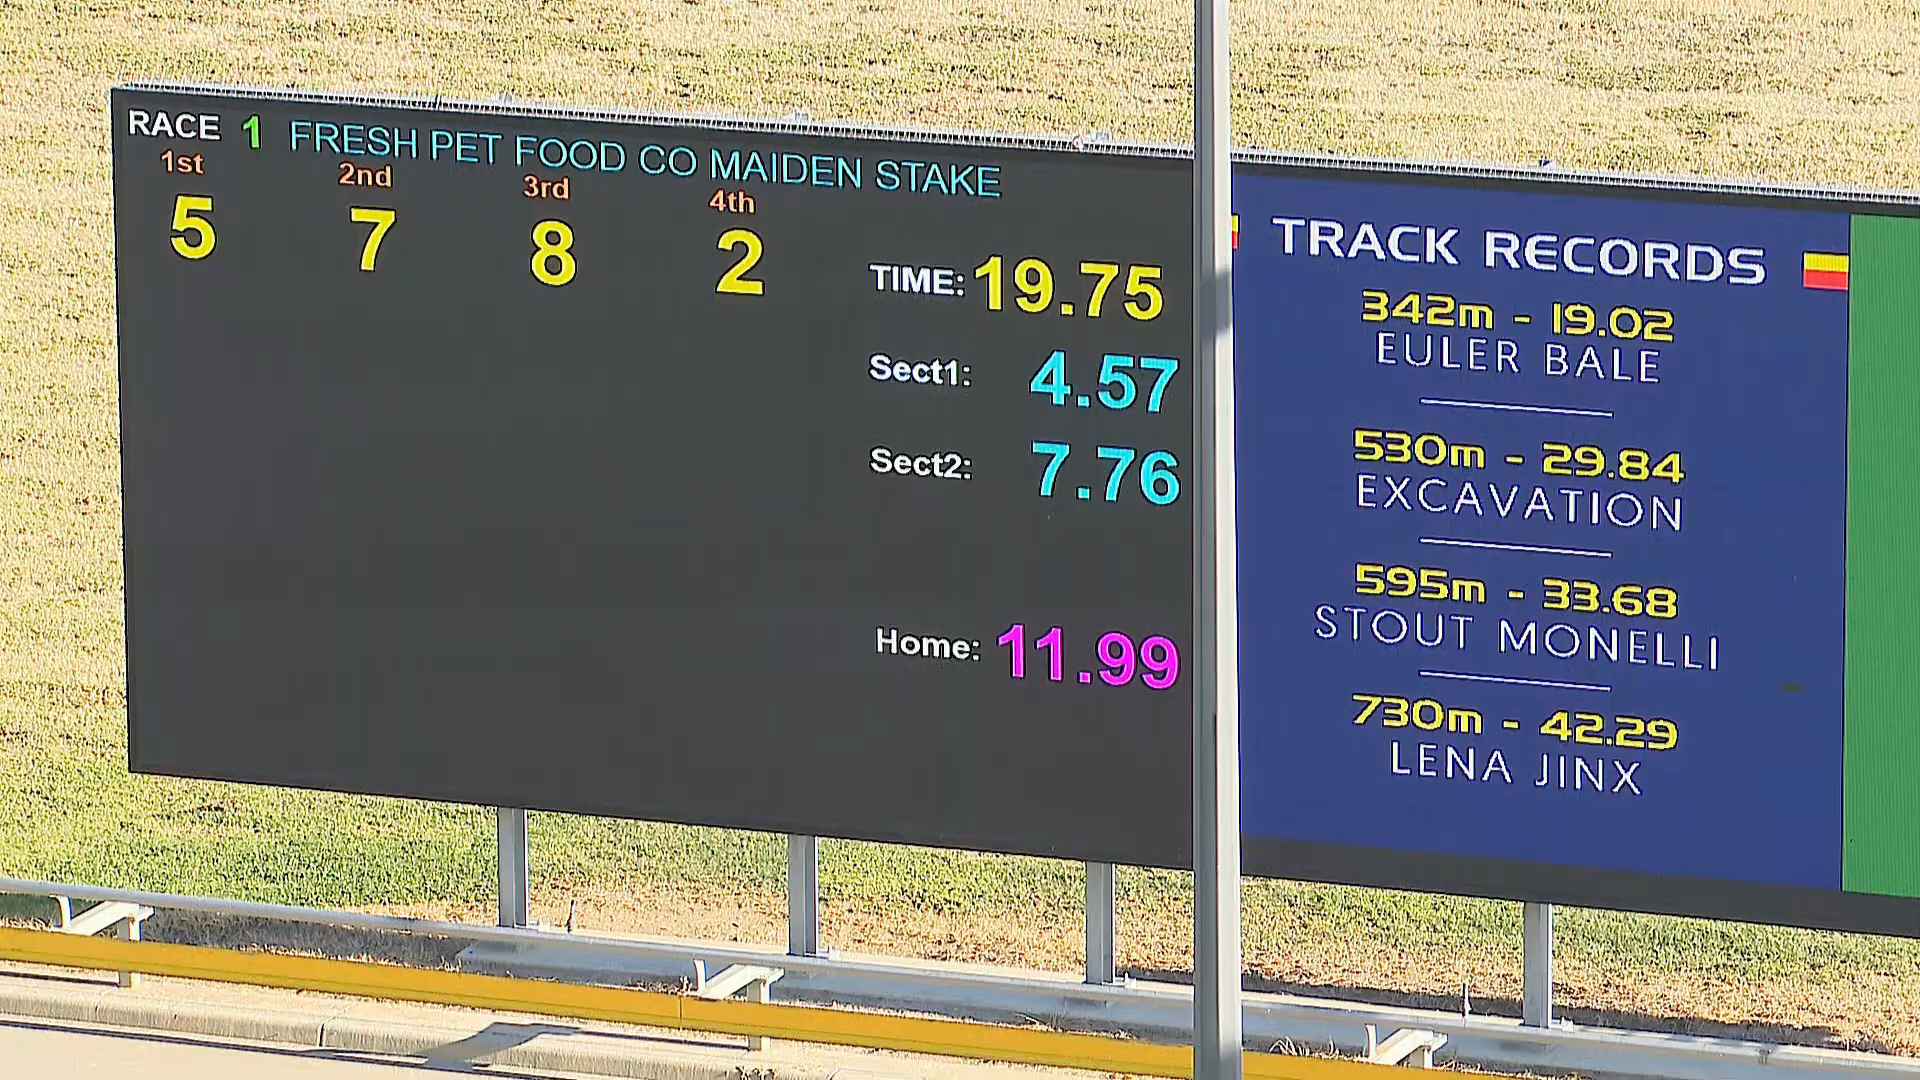 RACE 1 FRESH PET FOOD CO MAIDEN STAKE
1st 2nd 3rd 4th
5 7 8 2
TIME: 19.75
Sect1: 4.57
Sect2: 7.76
Home: 11.99
TRACK RECORDS
342m - 19.02
EULER BALE
530m - 29.84
EXCAVATION
595m - 33.68
STOUT MONELLI
730m - 42.29
LENA JINX